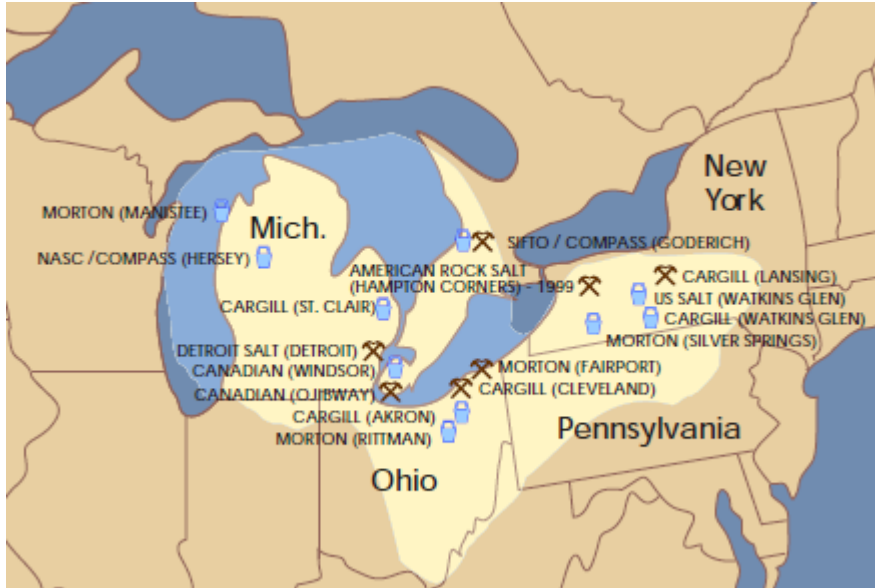 New
York
MORTON (MANISTEE)
Mich.
SIFTO / COMPASS (GODERICH)
NASC /COMPASS (HERSEY)
AMERICAN ROCK SALT
(HAMPTON CORNERS) - 1999
CARGILL (LANSING)
US SALT (WATKINS GLEN)
CARGILL (ST. CLAIR)
CARGILL (WATKINS GLEN)
MORTON (SILVER SPRINGS)
DETROIT SALT (DETROIT)
CANADIAN (WINDSOR)
MORTON (FAIRPORT)
CANADIAN (OJIBWAY)
CARGILL (CLEVELAND)
CARGILL (AKRON)
MORTON (RITTMAN)
Pennsylvania
Ohio